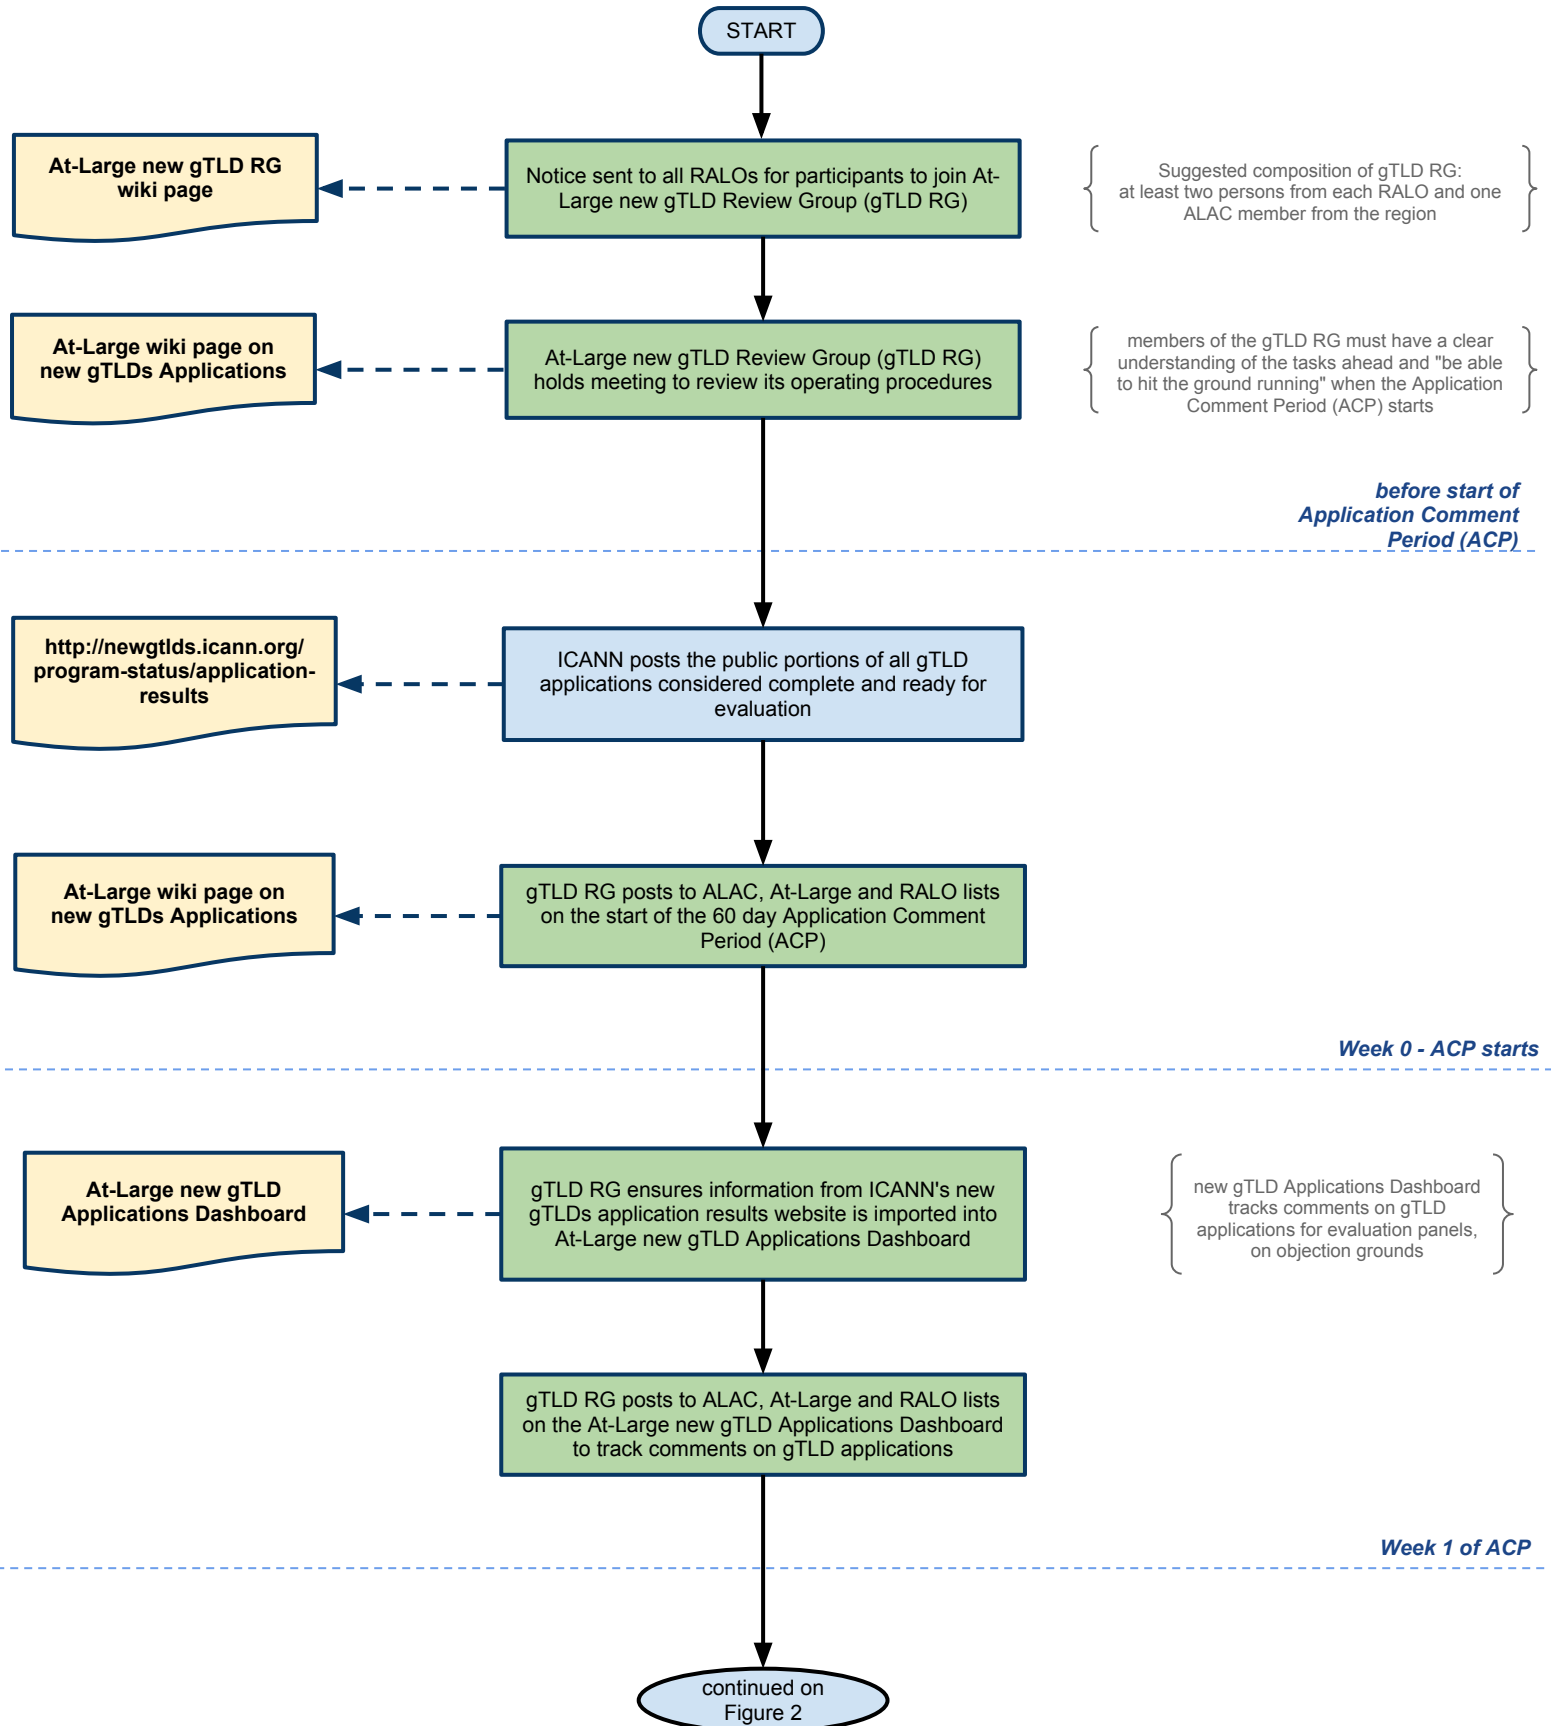 START
At-Large new gTLD RG
wiki page
Notice sent to all RALOs for participants to join At-
Large new gTLD Review Group (gTLD RG)
Suggested composition of gTLD RG:
at least two persons from each RALO and one
ALAC member from the region
At-Large wiki page on
new gTLDs Applications
At-Large new gTLD Review Group (gTLD RG)
holds meeting to review its operating procedures
members of the gTLD RG must have a clear
understanding of the tasks ahead and "be able
to hit the ground running" when the Application
Comment Period (ACP) starts
before start of
Application Comment
Period (ACP)
http://newgtlds.icann.org/
program-status/application-
results
ICANN posts the public portions of all gTLD
applications considered complete and ready for
evaluation
At-Large wiki page on
new gTLDs Applications
gTLD RG posts to ALAC, At-Large and RALO lists
on the start of the 60 day Application Comment
Period (ACP)
Week 0 - ACP starts
At-Large new gTLD
Applications Dashboard
gTLD RG ensures information from ICANN's new
gTLDs application results website is imported into
At-Large new gTLD Applications Dashboard
new gTLD Applications Dashboard
tracks comments on gTLD
applications for evaluation panels,
on objection grounds
gTLD RG posts to ALAC, At-Large and RALO lists
on the At-Large new gTLD Applications Dashboard
to track comments on gTLD applications
Week 1 of ACP
continued on
Figure 2